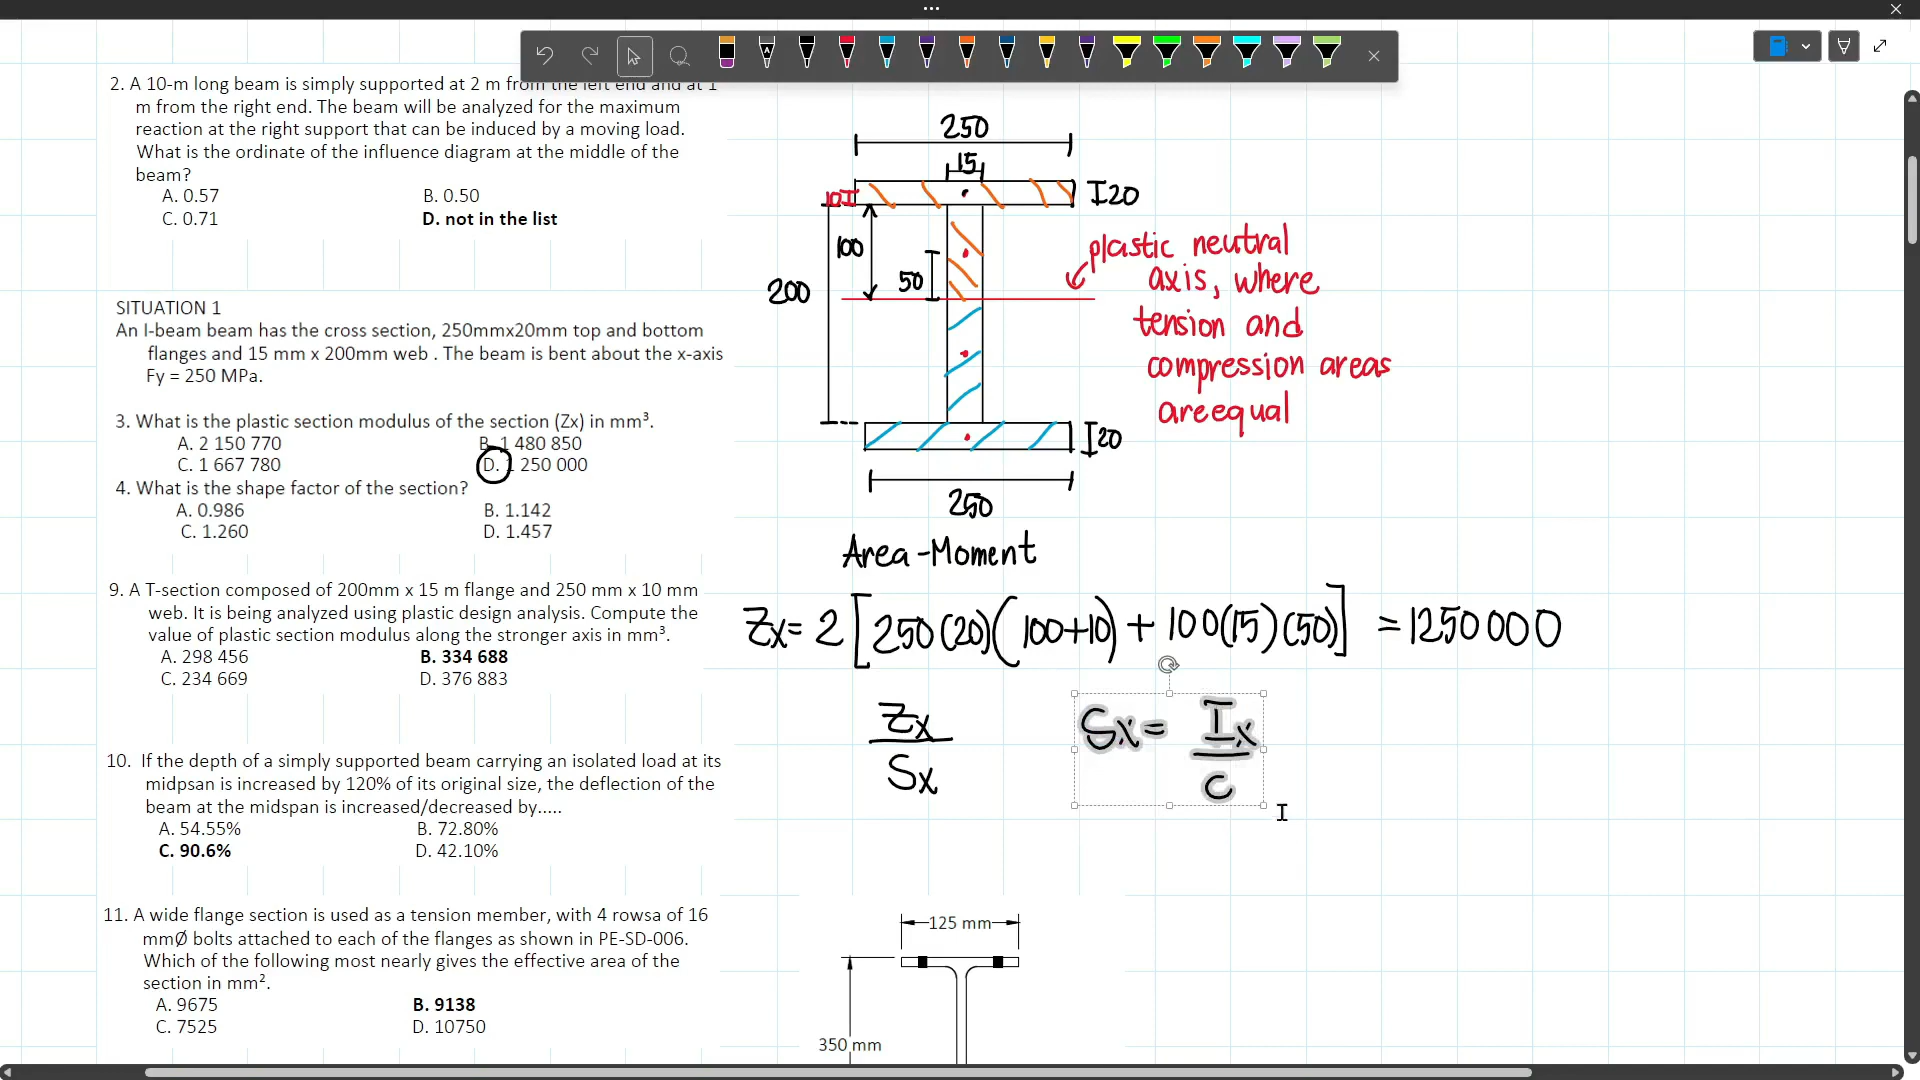 2. A 10-m long beam is simply supported at 2 m from the left end and at 1
m from the right end. The beam will be analyzed for the maximum
reaction at the right support that can be induced by a moving load.
What is the ordinate of the influence diagram at the middle of the
beam?
A. 0.57 B. 0.50
C. 0.71 D. not in the list
SITUATION 1
An I-beam beam has the cross section, 250mmx20mm top and bottom
flanges and 15 mm x 200mm web . The beam is bent about the x-axis
Fy = 250 MPa.
3. What is the plastic section modulus of the section (Zx) in mm³.
A. 2 150 770 B. 1 480 850
C. 1 667 780 D. 1 250 000
4. What is the shape factor of the section?
A. 0.986 B. 1.142
C. 1.260 D. 1.457
9. A T-section composed of 200mm x 15 m flange and 250 mm x 10 mm
web. It is being analyzed using plastic design analysis. Compute the
value of plastic section modulus along the stronger axis in mm³.
A. 298 456 B. 334 688
C. 234 669 D. 376 883
10. If the depth of a simply supported beam carrying an isolated load at its
midpsan is increased by 120% of its original size, the deflection of the
beam at the midspan is increased/decreased by.....
A. 54.55% B. 72.80%
C. 90.6% D. 42.10%
11. A wide flange section is used as a tension member, with 4 rowsa of 16
mmØ bolts attached to each of the flanges as shown in PE-SD-006.
Which of the following most nearly gives the effective area of the
section in mm².
A. 9675 B. 9138
C. 7525 D. 10750
250
15
10 20
100
50
200
20
250
plastic neutral
axis, where
tension and
compression areas
are equal
Area-Moment
Zx = 2 [250(20)(100+10) + 100(15)(50)] = 1250000
Zx
Sx
Sx = Ix
c
125 mm
350 mm